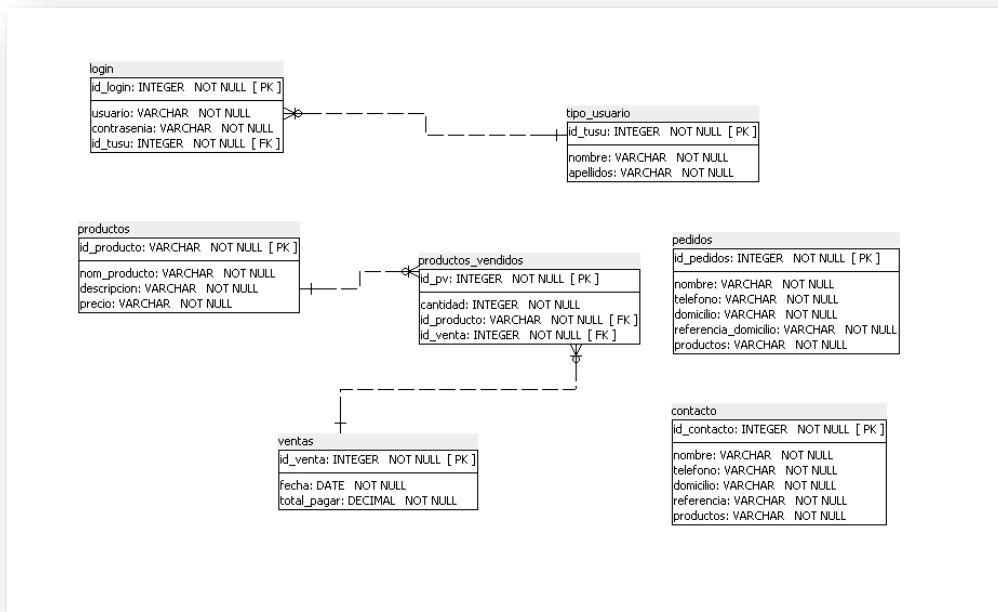 login
id_login: INTEGER NOT NULL [ PK ]
usuario: VARCHAR NOT NULL
contrasenia: VARCHAR NOT NULL
id_tusu: INTEGER NOT NULL [ FK ]
tipo_usuario
id_tusu: INTEGER NOT NULL [ PK ]
nombre: VARCHAR NOT NULL
apellidos: VARCHAR NOT NULL
productos
id_producto: VARCHAR NOT NULL [ PK ]
nom_producto: VARCHAR NOT NULL
descripcion: VARCHAR NOT NULL
precio: VARCHAR NOT NULL
productos_vendidos
id_pv: INTEGER NOT NULL [ PK ]
cantidad: INTEGER NOT NULL
id_producto: VARCHAR NOT NULL [ FK ]
id_venta: INTEGER NOT NULL [ FK ]
pedidos
id_pedidos: INTEGER NOT NULL [ PK ]
nombre: VARCHAR NOT NULL
telefono: VARCHAR NOT NULL
domicilio: VARCHAR NOT NULL
referencia_domicilio: VARCHAR NOT NULL
productos: VARCHAR NOT NULL
ventas
id_venta: INTEGER NOT NULL [ PK ]
fecha: DATE NOT NULL
total_pagar: DECIMAL NOT NULL
contacto
id_contacto: INTEGER NOT NULL [ PK ]
nombre: VARCHAR NOT NULL
telefono: VARCHAR NOT NULL
domicilio: VARCHAR NOT NULL
referencia: VARCHAR NOT NULL
productos: VARCHAR NOT NULL